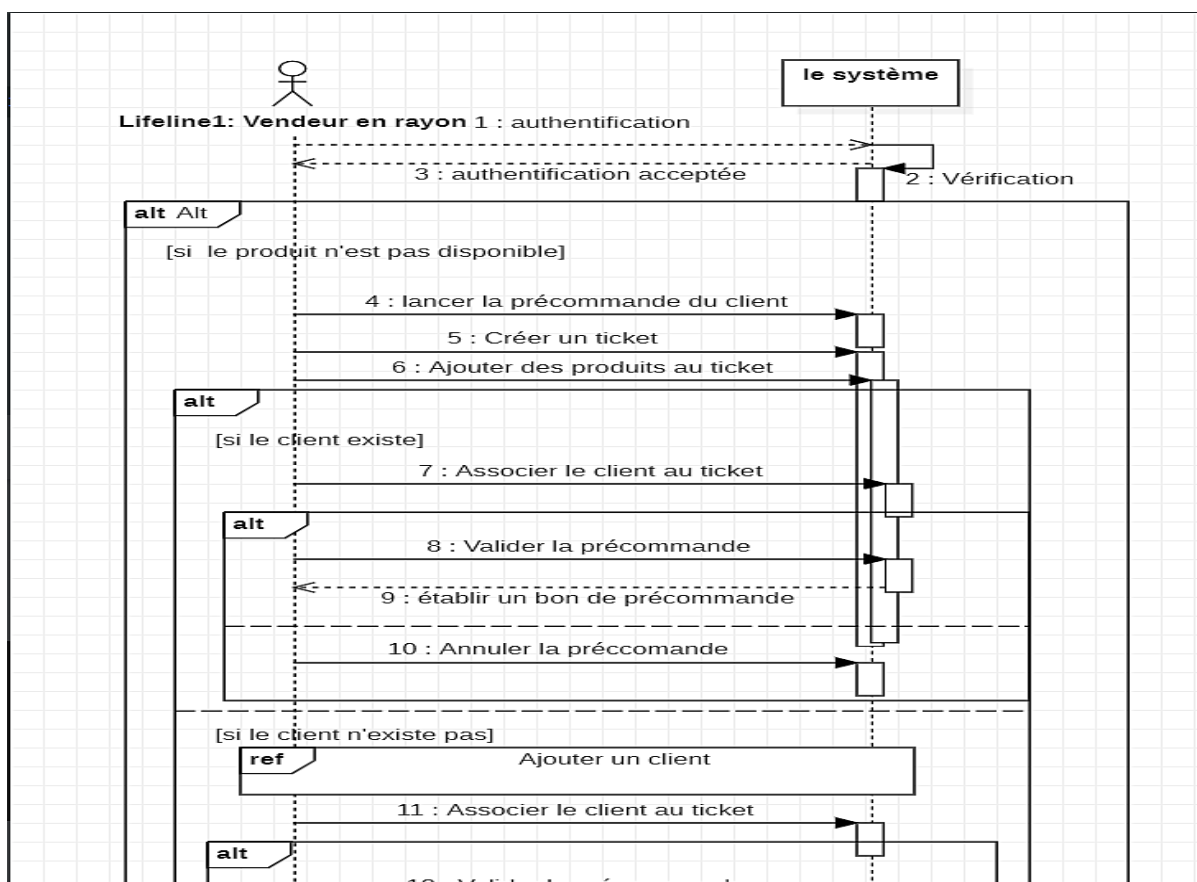 le système
Lifeline1: Vendeur en rayon
1 : authentification
3 : authentification acceptée
2 : Vérification
alt Alt
[si le produit n'est pas disponible]
4 : lancer la précommande du client
5 : Créer un ticket
6 : Ajouter des produits au ticket
alt
[si le client existe]
7 : Associer le client au ticket
alt
8 : Valider la précommande
9 : établir un bon de précommande
10 : Annuler la préccomande
[si le client n'existe pas]
ref
Ajouter un client
11 : Associer le client au ticket
alt